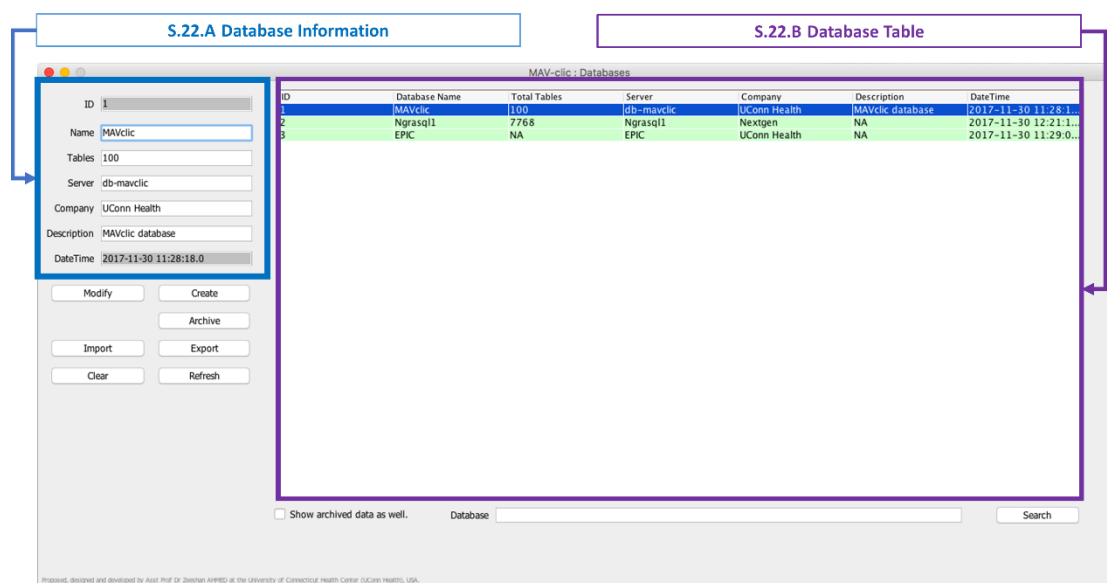 S.22.A Database Information
S.22.B Database Table
MAV-clic : Databases
ID 1
Name MAVclic
Tables 100
Server db-mavclic
Company UConn Health
Description MAVclic database
DateTime 2017-11-30 11:28:18.0
Modify Create
Archive
Import Export
Clear Refresh
ID Database Name Total Tables Server Company Description DateTime
1 MAVclic 100 db-mavclic UConn Health MAVclic database 2017-11-30 11:28:1...
2 Ngrasql1 7768 Ngrasql1 Nextgen NA 2017-11-30 12:21:1...
3 EPIC NA EPIC UConn Health NA 2017-11-30 11:29:0...
Show archived data as well. Database Search
Proposed, designed and developed by Asst Prof Dr Zeeshan AHMED at the University of Connecticut Health Center (UConn Health), USA.